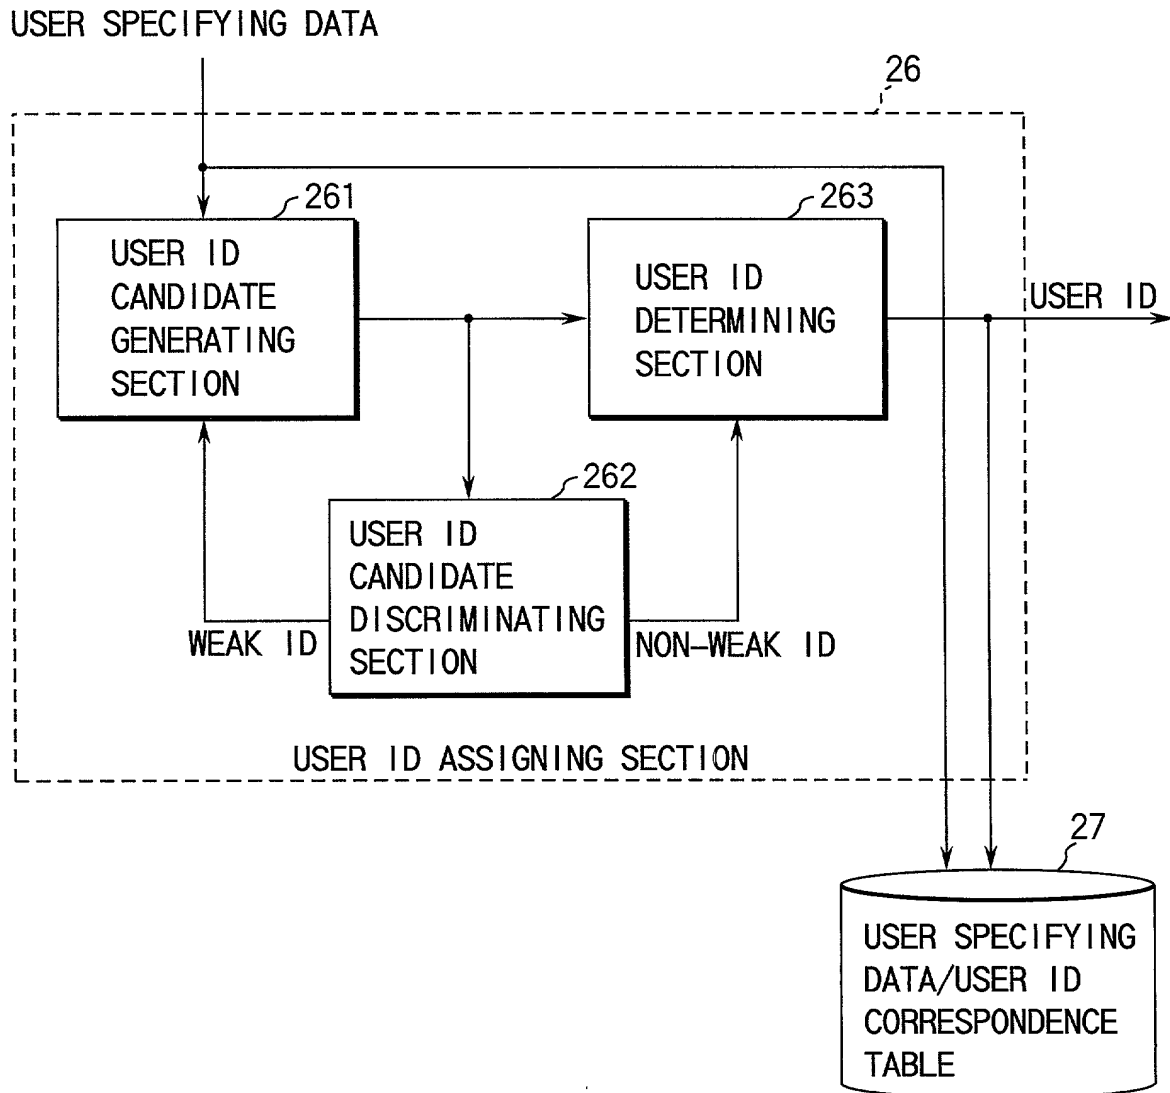 USER SPECIFYING DATA
26
261
263
USER ID
CANDIDATE
GENERATING
SECTION
USER ID
DETERMINING
SECTION
USER ID
262
USER ID
CANDIDATE
DISCRIMINATING
SECTION
WEAK ID
NON-WEAK ID
USER ID ASSIGNING SECTION
27
USER SPECIFYING
DATA/USER ID
CORRESPONDENCE
TABLE